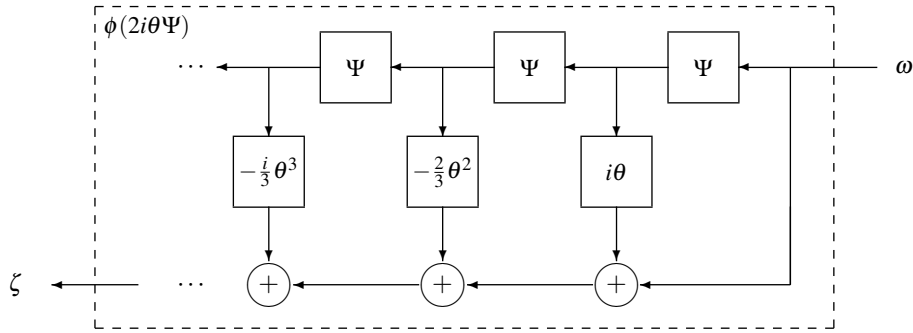 ϕ(2iθΨ)
⋯ Ψ Ψ Ψ ω
−i/3 θ³ −2/3 θ² iθ
ζ ⋯ + + +